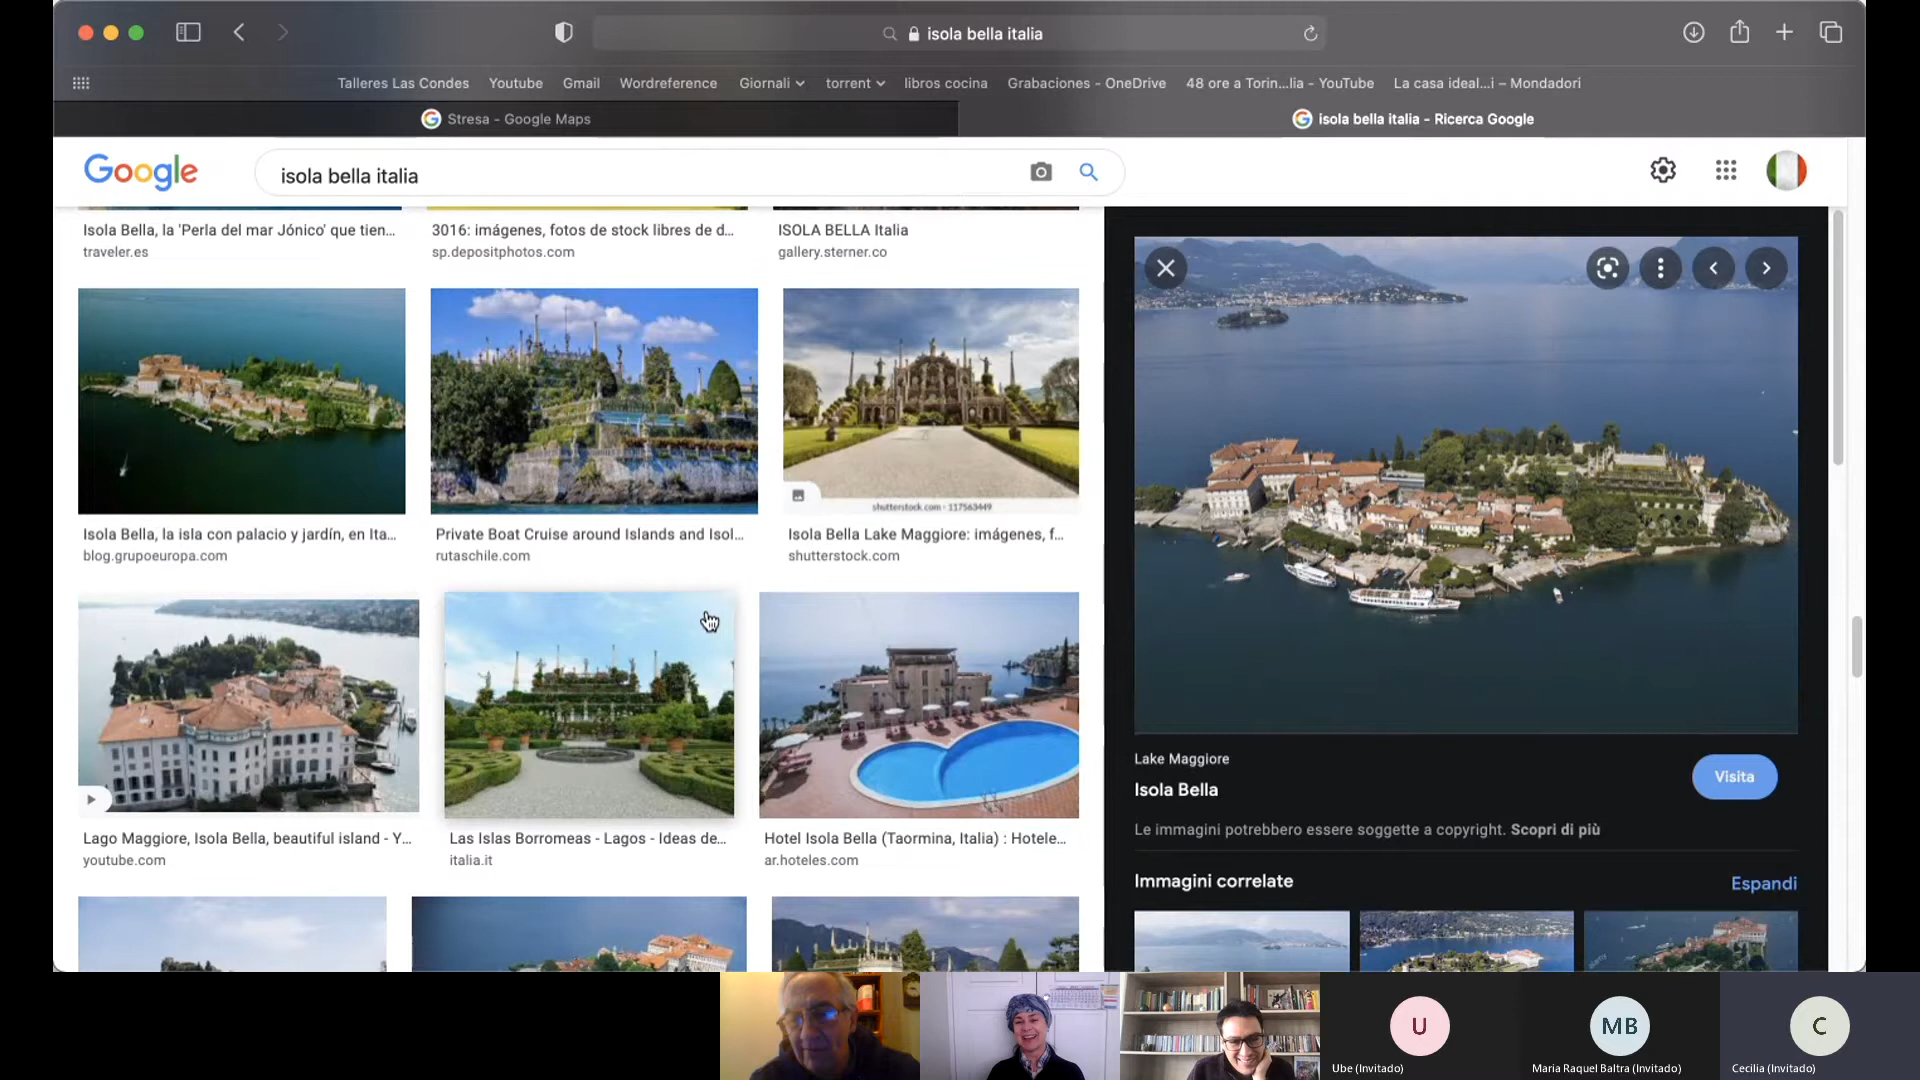 isola bella italia
Talleres Las Condes
Youtube
Gmail
Wordreference
Giornali
torrent
libros cocina
Grabaciones - OneDrive
48 ore a Torin...lia - YouTube
La casa ideal...i – Mondadori
Stresa - Google Maps
isola bella italia - Ricerca Google
Google
isola bella italia
Isola Bella, la 'Perla del mar Jónico' que tien...
traveler.es
3016: imágenes, fotos de stock libres de d...
sp.depositphotos.com
ISOLA BELLA Italia
gallery.sterner.co
shutterstock.com · 117563449
Isola Bella, la isla con palacio y jardín, en Ita...
blog.grupoeuropa.com
Private Boat Cruise around Islands and Isol...
rutaschile.com
Isola Bella Lake Maggiore: imágenes, f...
shutterstock.com
Lago Maggiore, Isola Bella, beautiful island - Y...
youtube.com
Las Islas Borromeas - Lagos - Ideas de...
italia.it
Hotel Isola Bella (Taormina, Italia) : Hotele...
ar.hoteles.com
Lake Maggiore
Isola Bella
Visita
Le immagini potrebbero essere soggette a copyright. Scopri di più
Immagini correlate
Espandi
U
MB
C
Ube (Invitado)
Maria Raquel Baltra (Invitado)
Cecilia (Invitado)